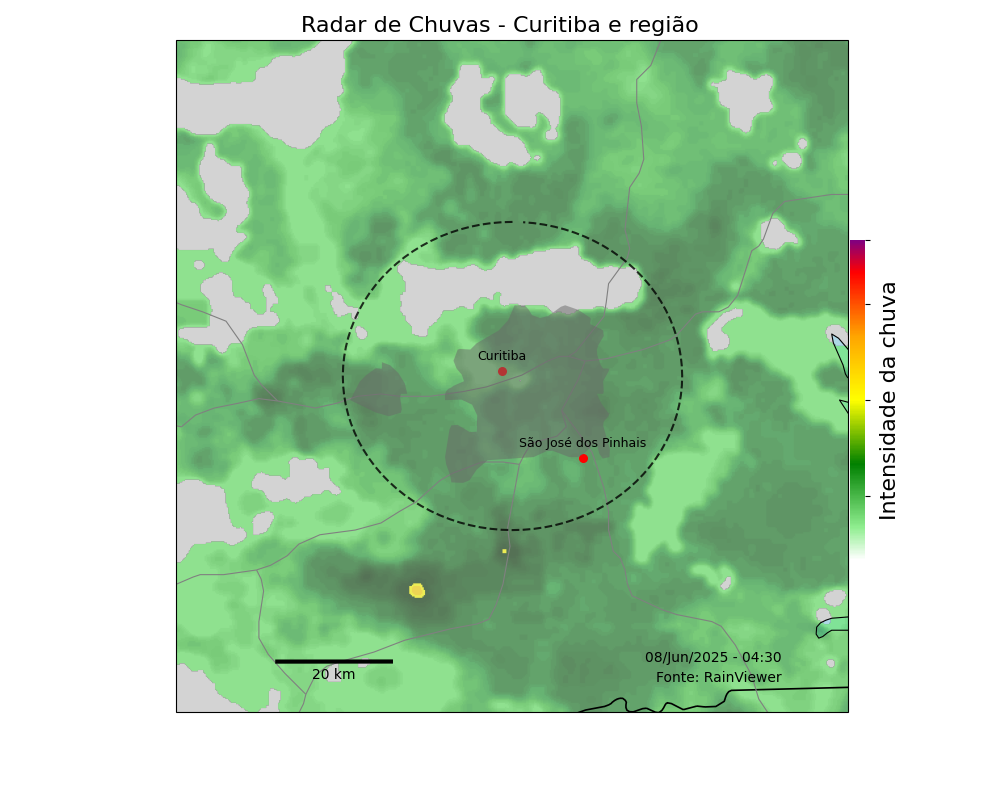 Radar de Chuvas - Curitiba e região
Curitiba
São José dos Pinhais
Intensidade da chuva
20 km
08/Jun/2025 - 04:30
Fonte: RainViewer